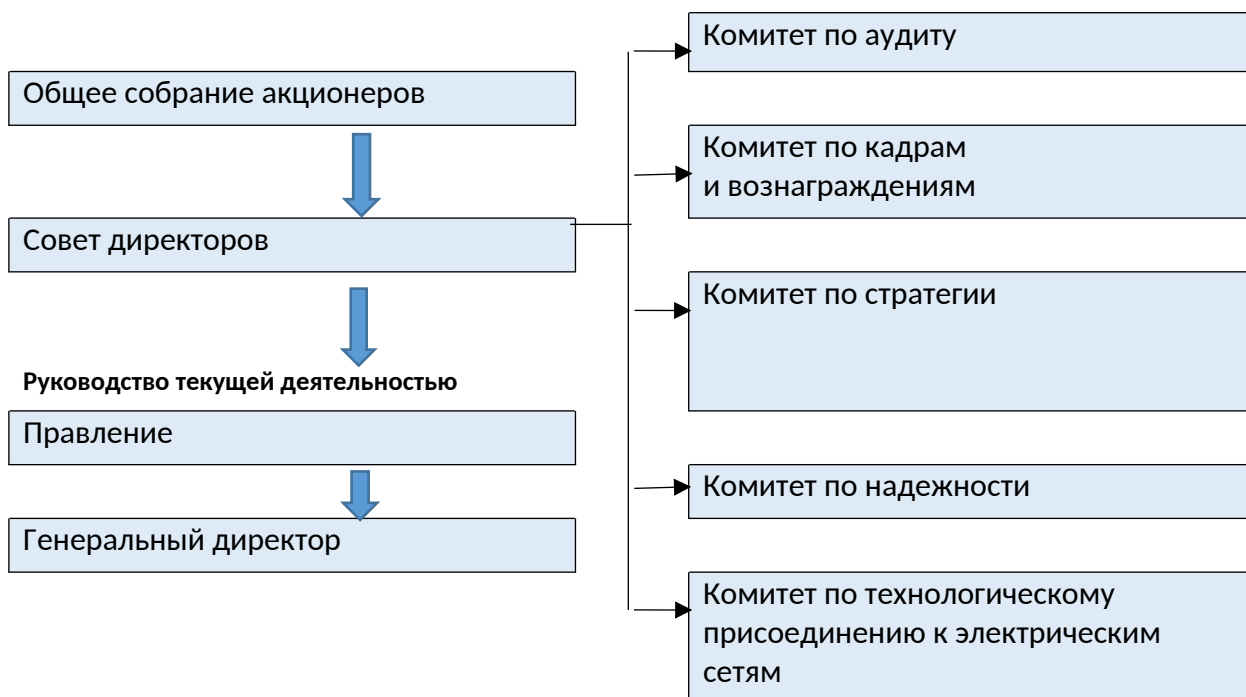 Общее собрание акционеров
Совет директоров
Руководство текущей деятельностью
Правление
Генеральный директор
Комитет по аудиту
Комитет по кадрам
и вознаграждениям
Комитет по стратегии
Комитет по надежности
Комитет по технологическому
присоединению к электрическим
сетям